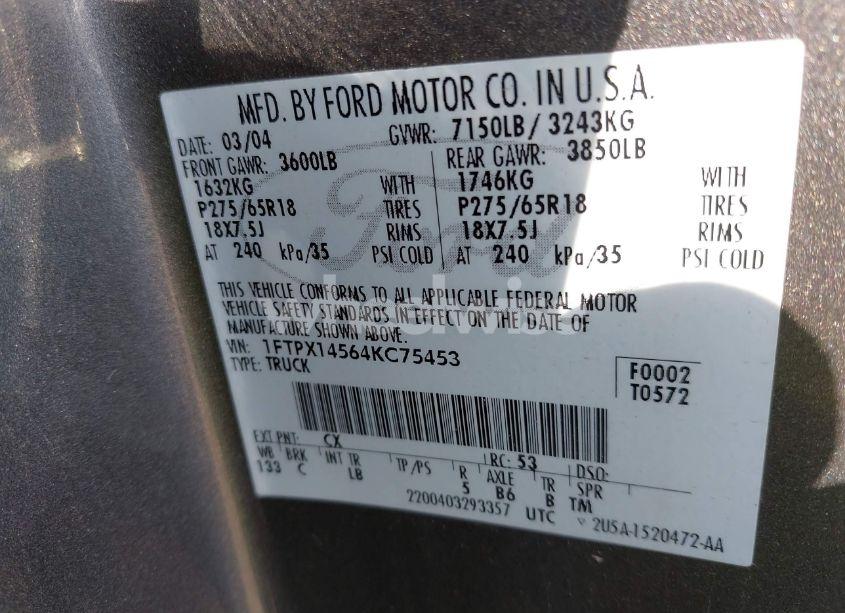 MFD. BY FORD MOTOR CO. IN U.S.A.
DATE: 03/04 GVWR: 7150LB/ 3243KG
FRONT GAWR: 3600LB REAR GAWR: 3850LB
1632KG WITH 1746KG WITH
P275/65R18 TIRES P275/65R18 TIRES
18X7.5J RIMS 18X7.5J RIMS
AT 240 kPa/35 PSI COLD AT 240 kPa/35 PSI COLD
Ford
THIS VEHICLE CONFORMS TO ALL APPLICABLE FEDERAL MOTOR
VEHICLE SAFETY STANDARDS IN EFFECT ON THE DATE OF
MANUFACTURE SHOWN ABOVE.
VIN: 1FTPX14564KC75453
TYPE: TRUCK
F0002
T0572
EXT PNT: CX RC: 53 DSO:
WB BRK INT TR TP/PS R AXLE TR SPR
133 C LB 5 B6 B TM
2200403293357 UTC 2U5A-1520472-AA